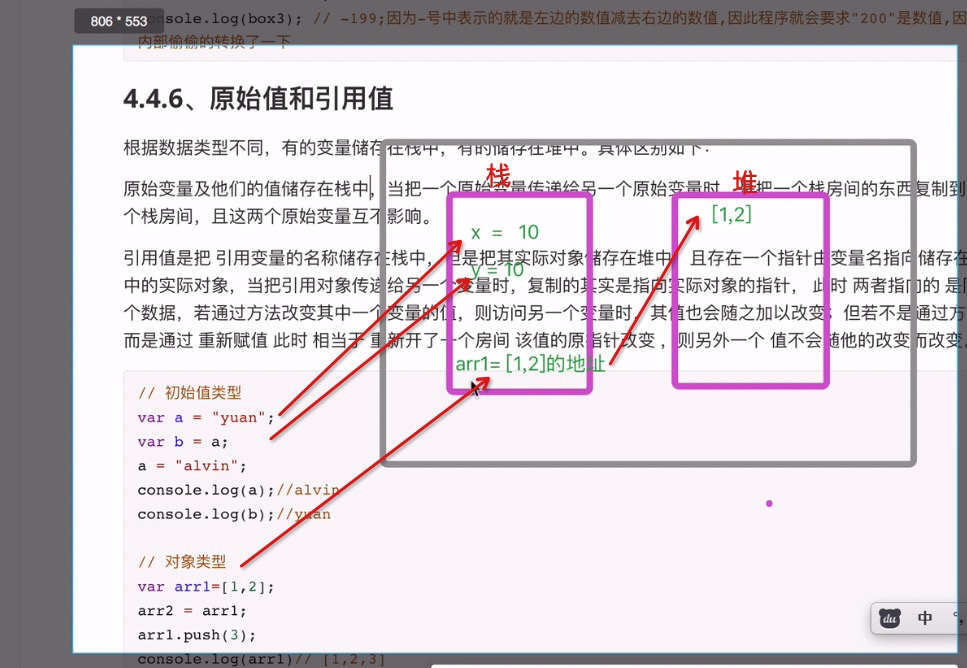 806 * 553
console.log(box3); // -199;因为-号中表示的就是左边的数值减去右边的数值,因此程序就会要求"200"是数值,因
内部偷偷的转换了一下
4.4.6、原始值和引用值
根据数据类型不同，有的变量储存在栈中，有的储存在堆中。具体区别如下：
栈
堆
原始变量及他们的值储存在栈中，当把一个原始变量传递给另一个原始变量时，是把一个栈房间的东西复制到
个栈房间，且这两个原始变量互不影响。
[1,2]
x = 10
引用值是把 引用变量的名称储存在栈中，但是把其实际对象储存在堆中，且存在一个指针由变量名指向储存在
y = 10
中的实际对象，当把引用对象传递给另一个变量时，复制的其实是指向实际对象的指针， 此时 两者指向的 是同
个数据，若通过方法改变其中一个变量的值，则访问另一个变量时，其值也会随之加以改变；但若不是通过方
而是通过 重新赋值 此时 相当于 重新开了一个房间 该值的原指针改变 ，则另外一个 值不会随他的改变而改变。
arr1= [1,2]的地址
// 初始值类型
var a = "yuan";
var b = a;
a = "alvin";
console.log(a);//alvin
console.log(b);//yuan
// 对象类型
var arr1=[1,2];
arr2 = arr1;
arr1.push(3);
console.log(arr1)// [1,2,3]
du 中 °,